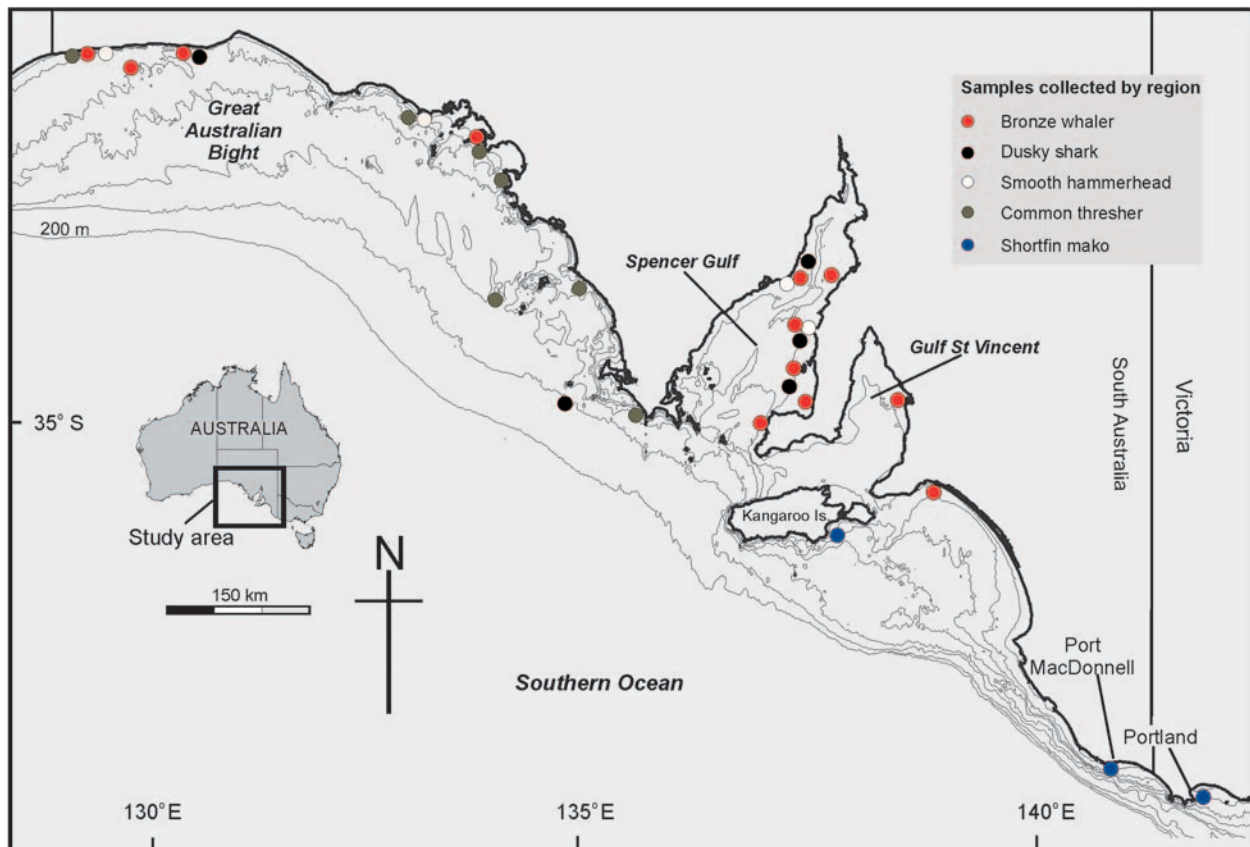 Great
Australian
Bight
Samples collected by region
Bronze whaler
Dusky shark
Smooth hammerhead
Common thresher
Shortfin mako
200 m
Spencer Gulf
Gulf St Vincent
South Australia
Victoria
35° S
AUSTRALIA
Study area
Kangaroo Is.
N
150 km
Southern Ocean
Port
MacDonnell
Portland
130°E
135°E
140°E